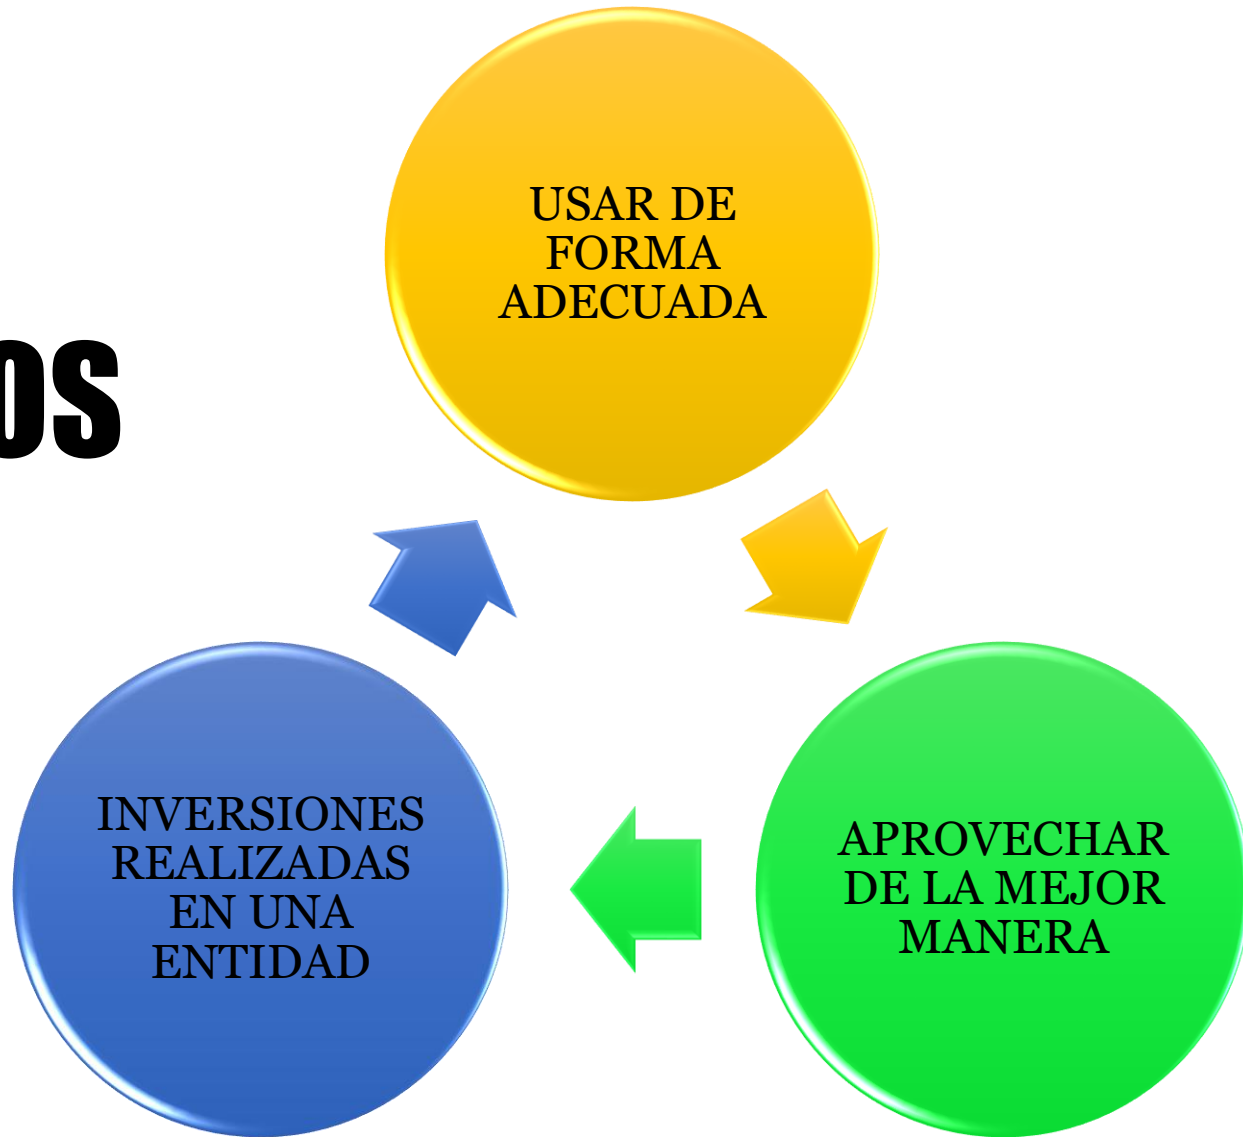 USAR DE
FORMA
ADECUADA
OS
APROVECHAR
DE LA MEJOR
MANERA
INVERSIONES
REALIZADAS
EN UNA
ENTIDAD